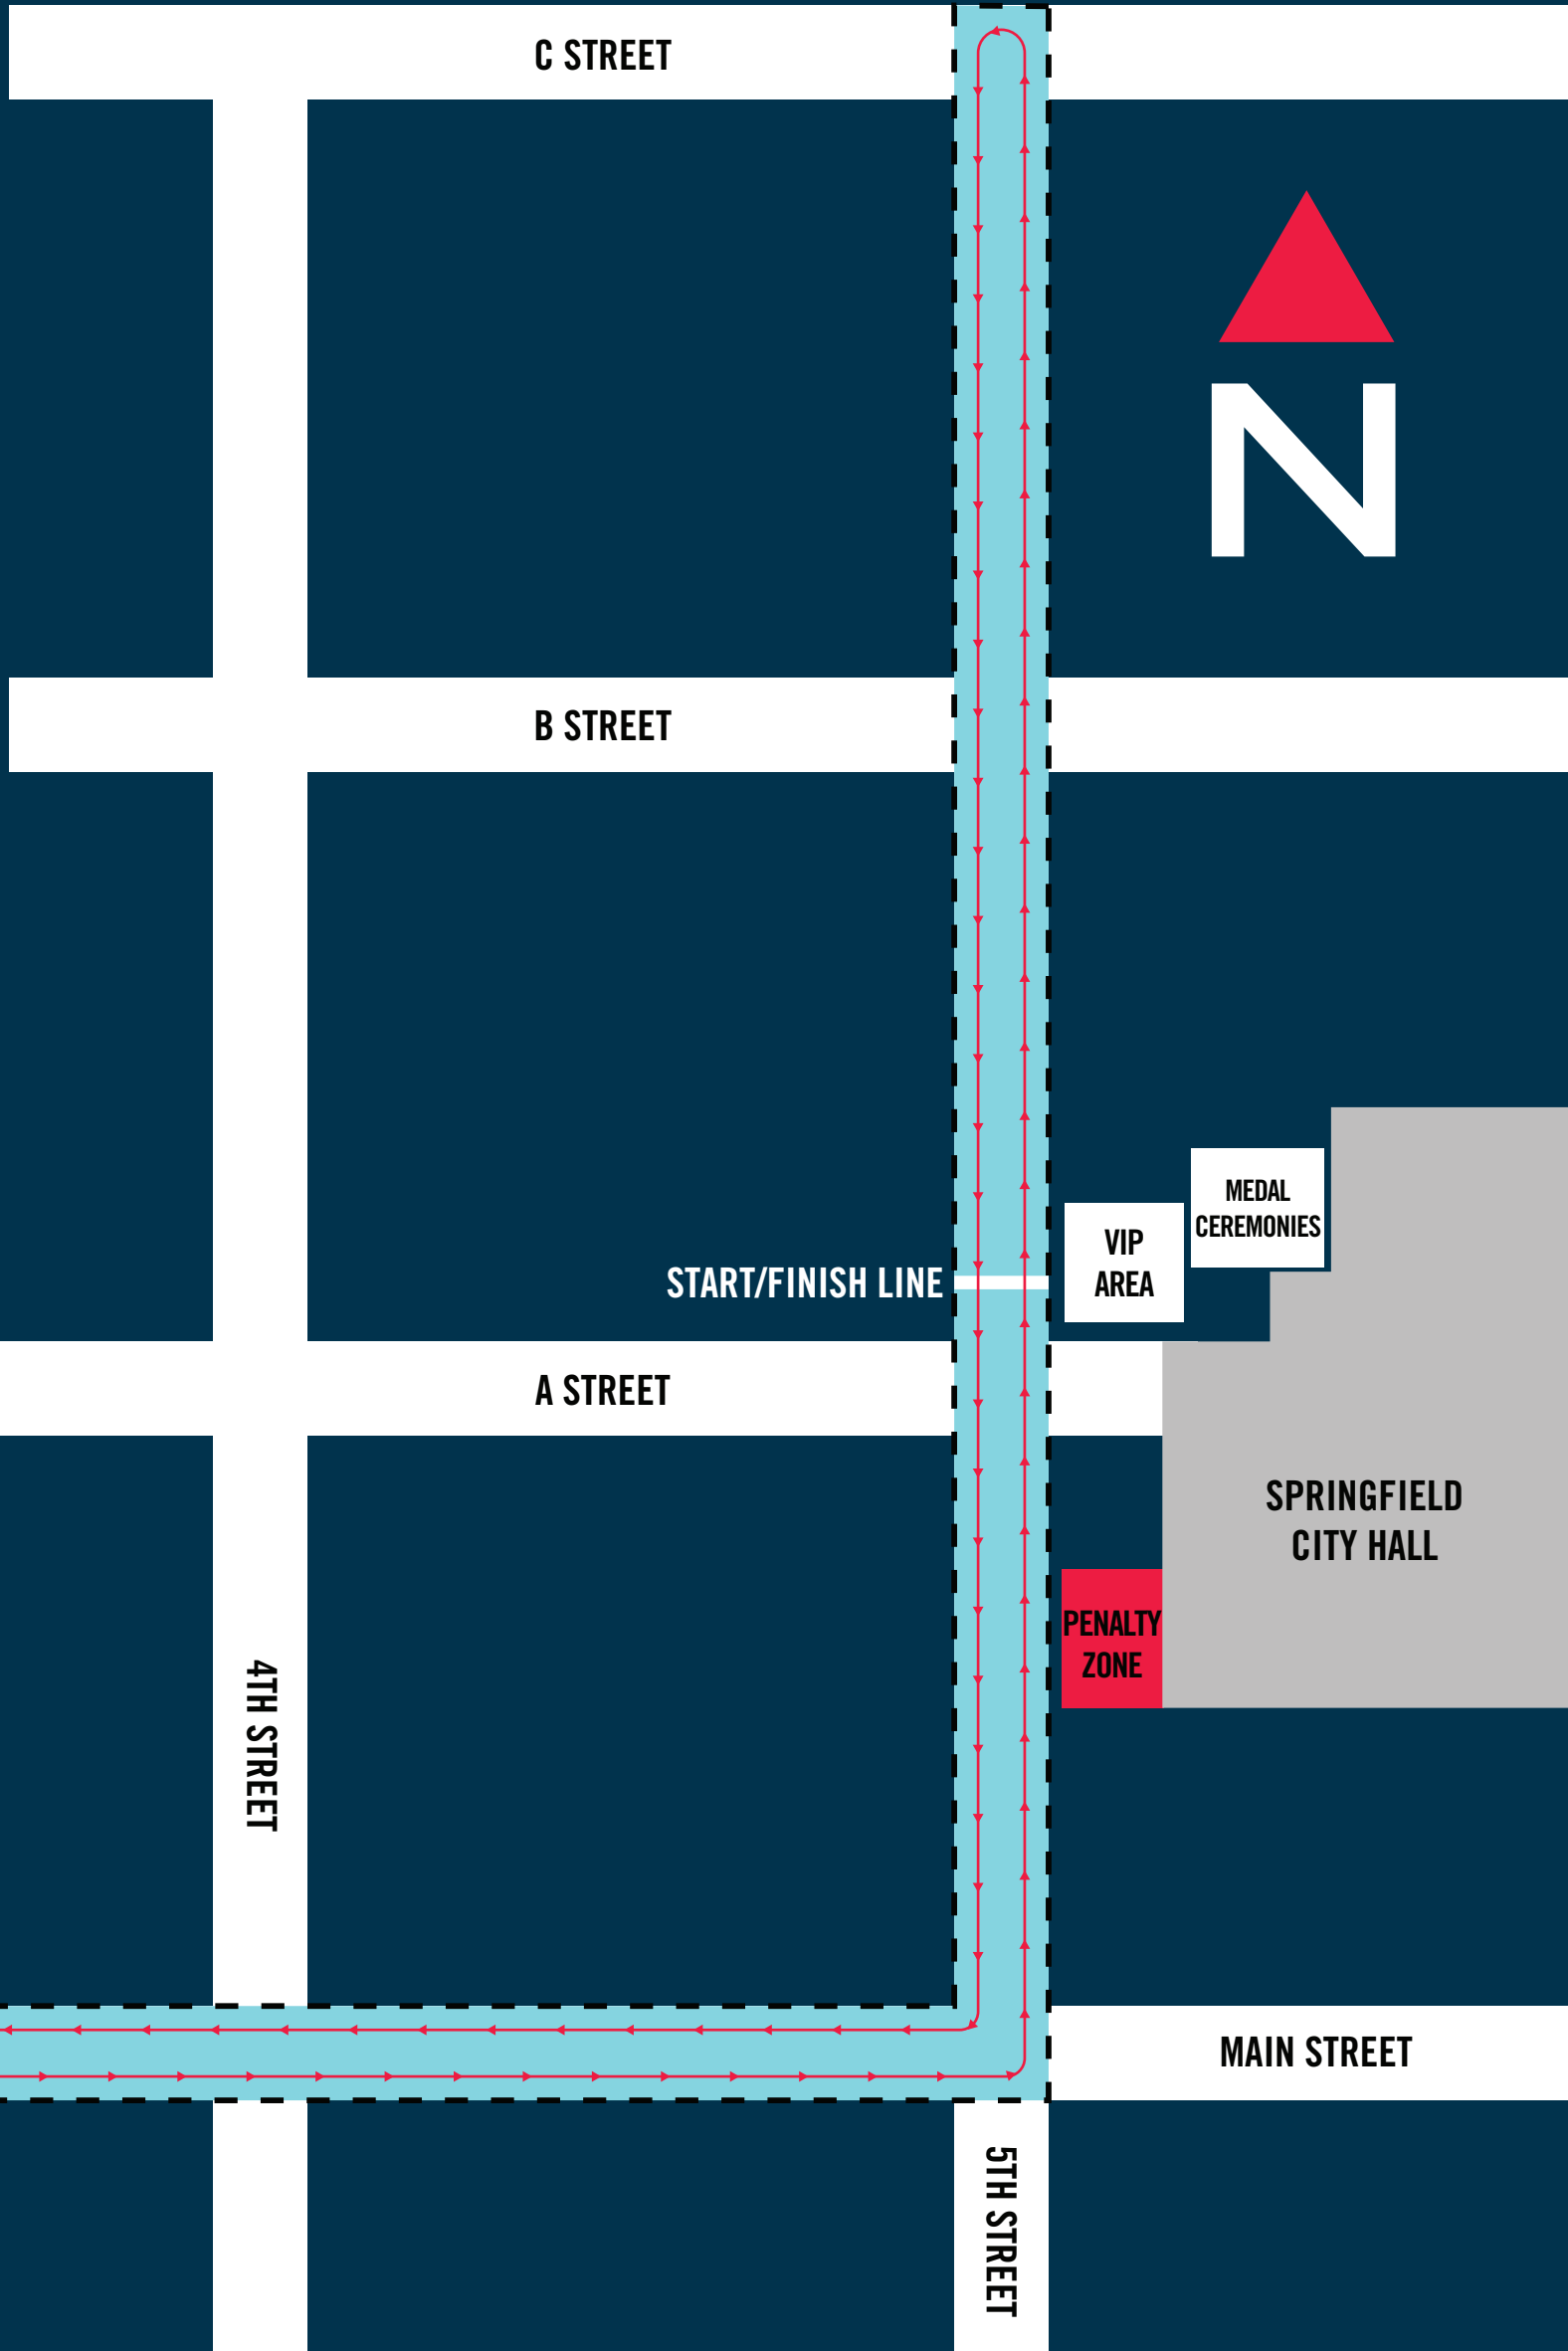 C STREET
N
B STREET
MEDAL
CEREMONIES
VIP
AREA
START/FINISH LINE
A STREET
SPRINGFIELD
CITY HALL
PENALTY
ZONE
4TH STREET
MAIN STREET
5TH STREET